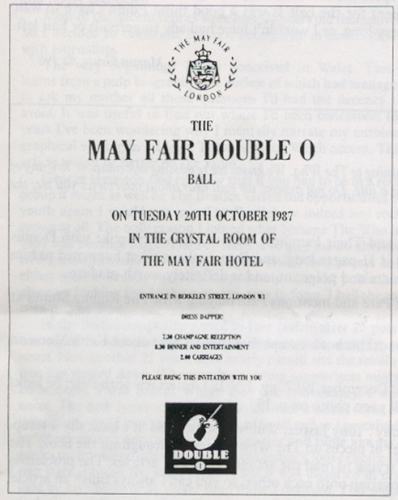 THE MAY FAIR
LONDON
THE
MAY FAIR DOUBLE O
BALL
ON TUESDAY 20TH OCTOBER 1987
IN THE CRYSTAL ROOM OF
THE MAY FAIR HOTEL
ENTRANCE IN BERKELEY STREET, LONDON W1
DRESS DAPPER!
7.30 CHAMPAGNE RECEPTION
8.30 DINNER AND ENTERTAINMENT
2.00 CARRIAGES
PLEASE BRING THIS INVITATION WITH YOU
DOUBLE
O